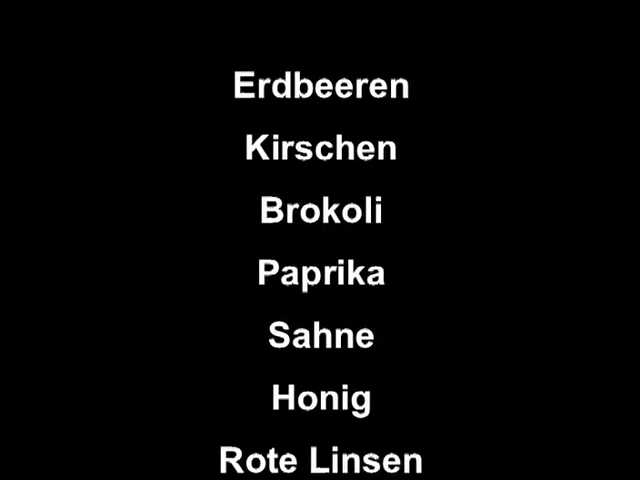 Erdbeeren
Kirschen
Brokoli
Paprika
Sahne
Honig
Rote Linsen